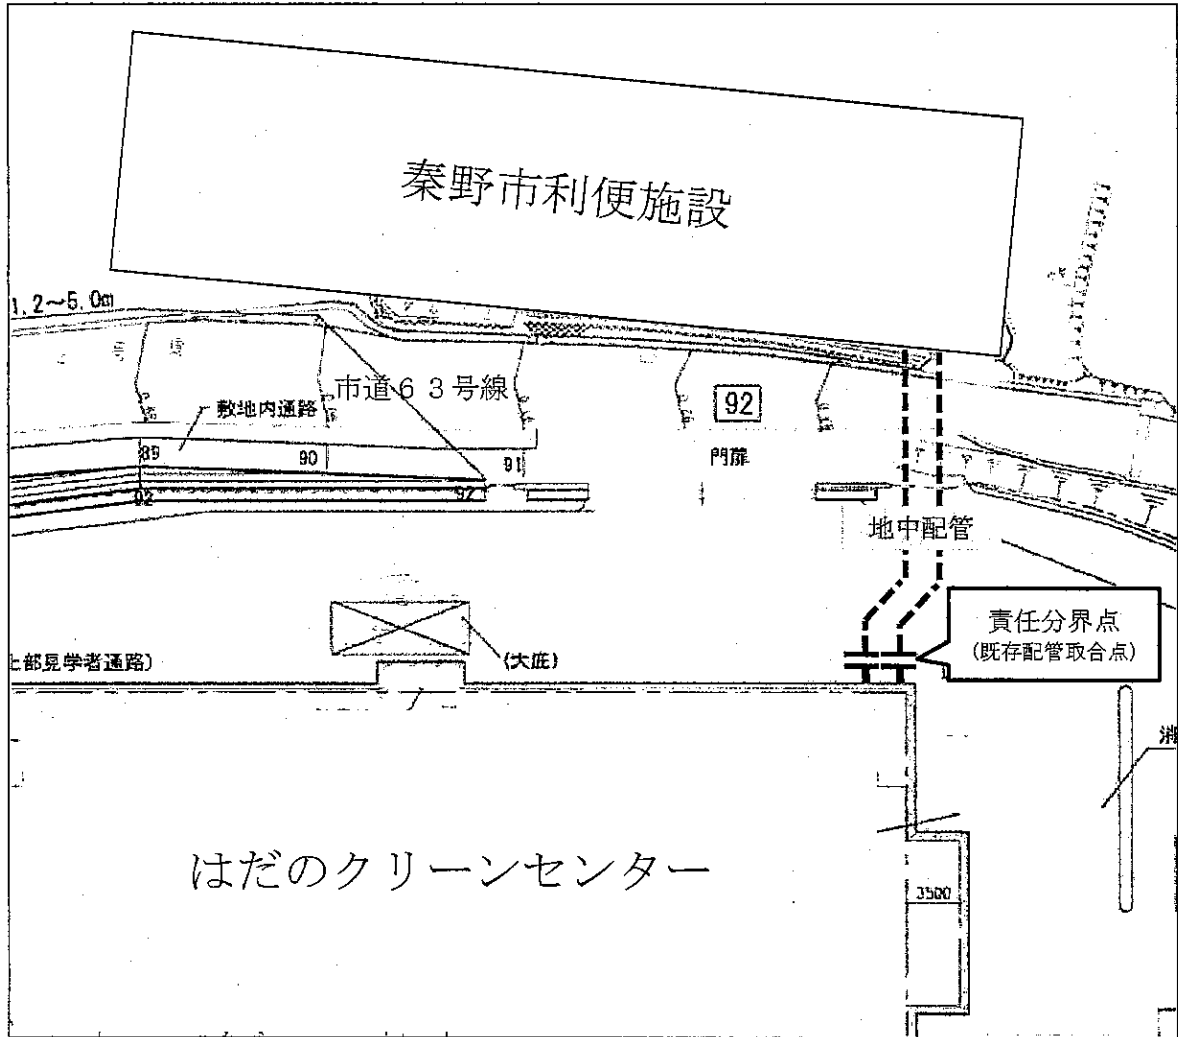 秦野市利便施設
1.2～5.0m
市道６３号線
92
敷地内通路
89
90
91
門扉
92
92
地中配管
責任分界点
(既存配管取合点)
上部見学者通路)
(大庇)
はだのクリーンセンター
3500